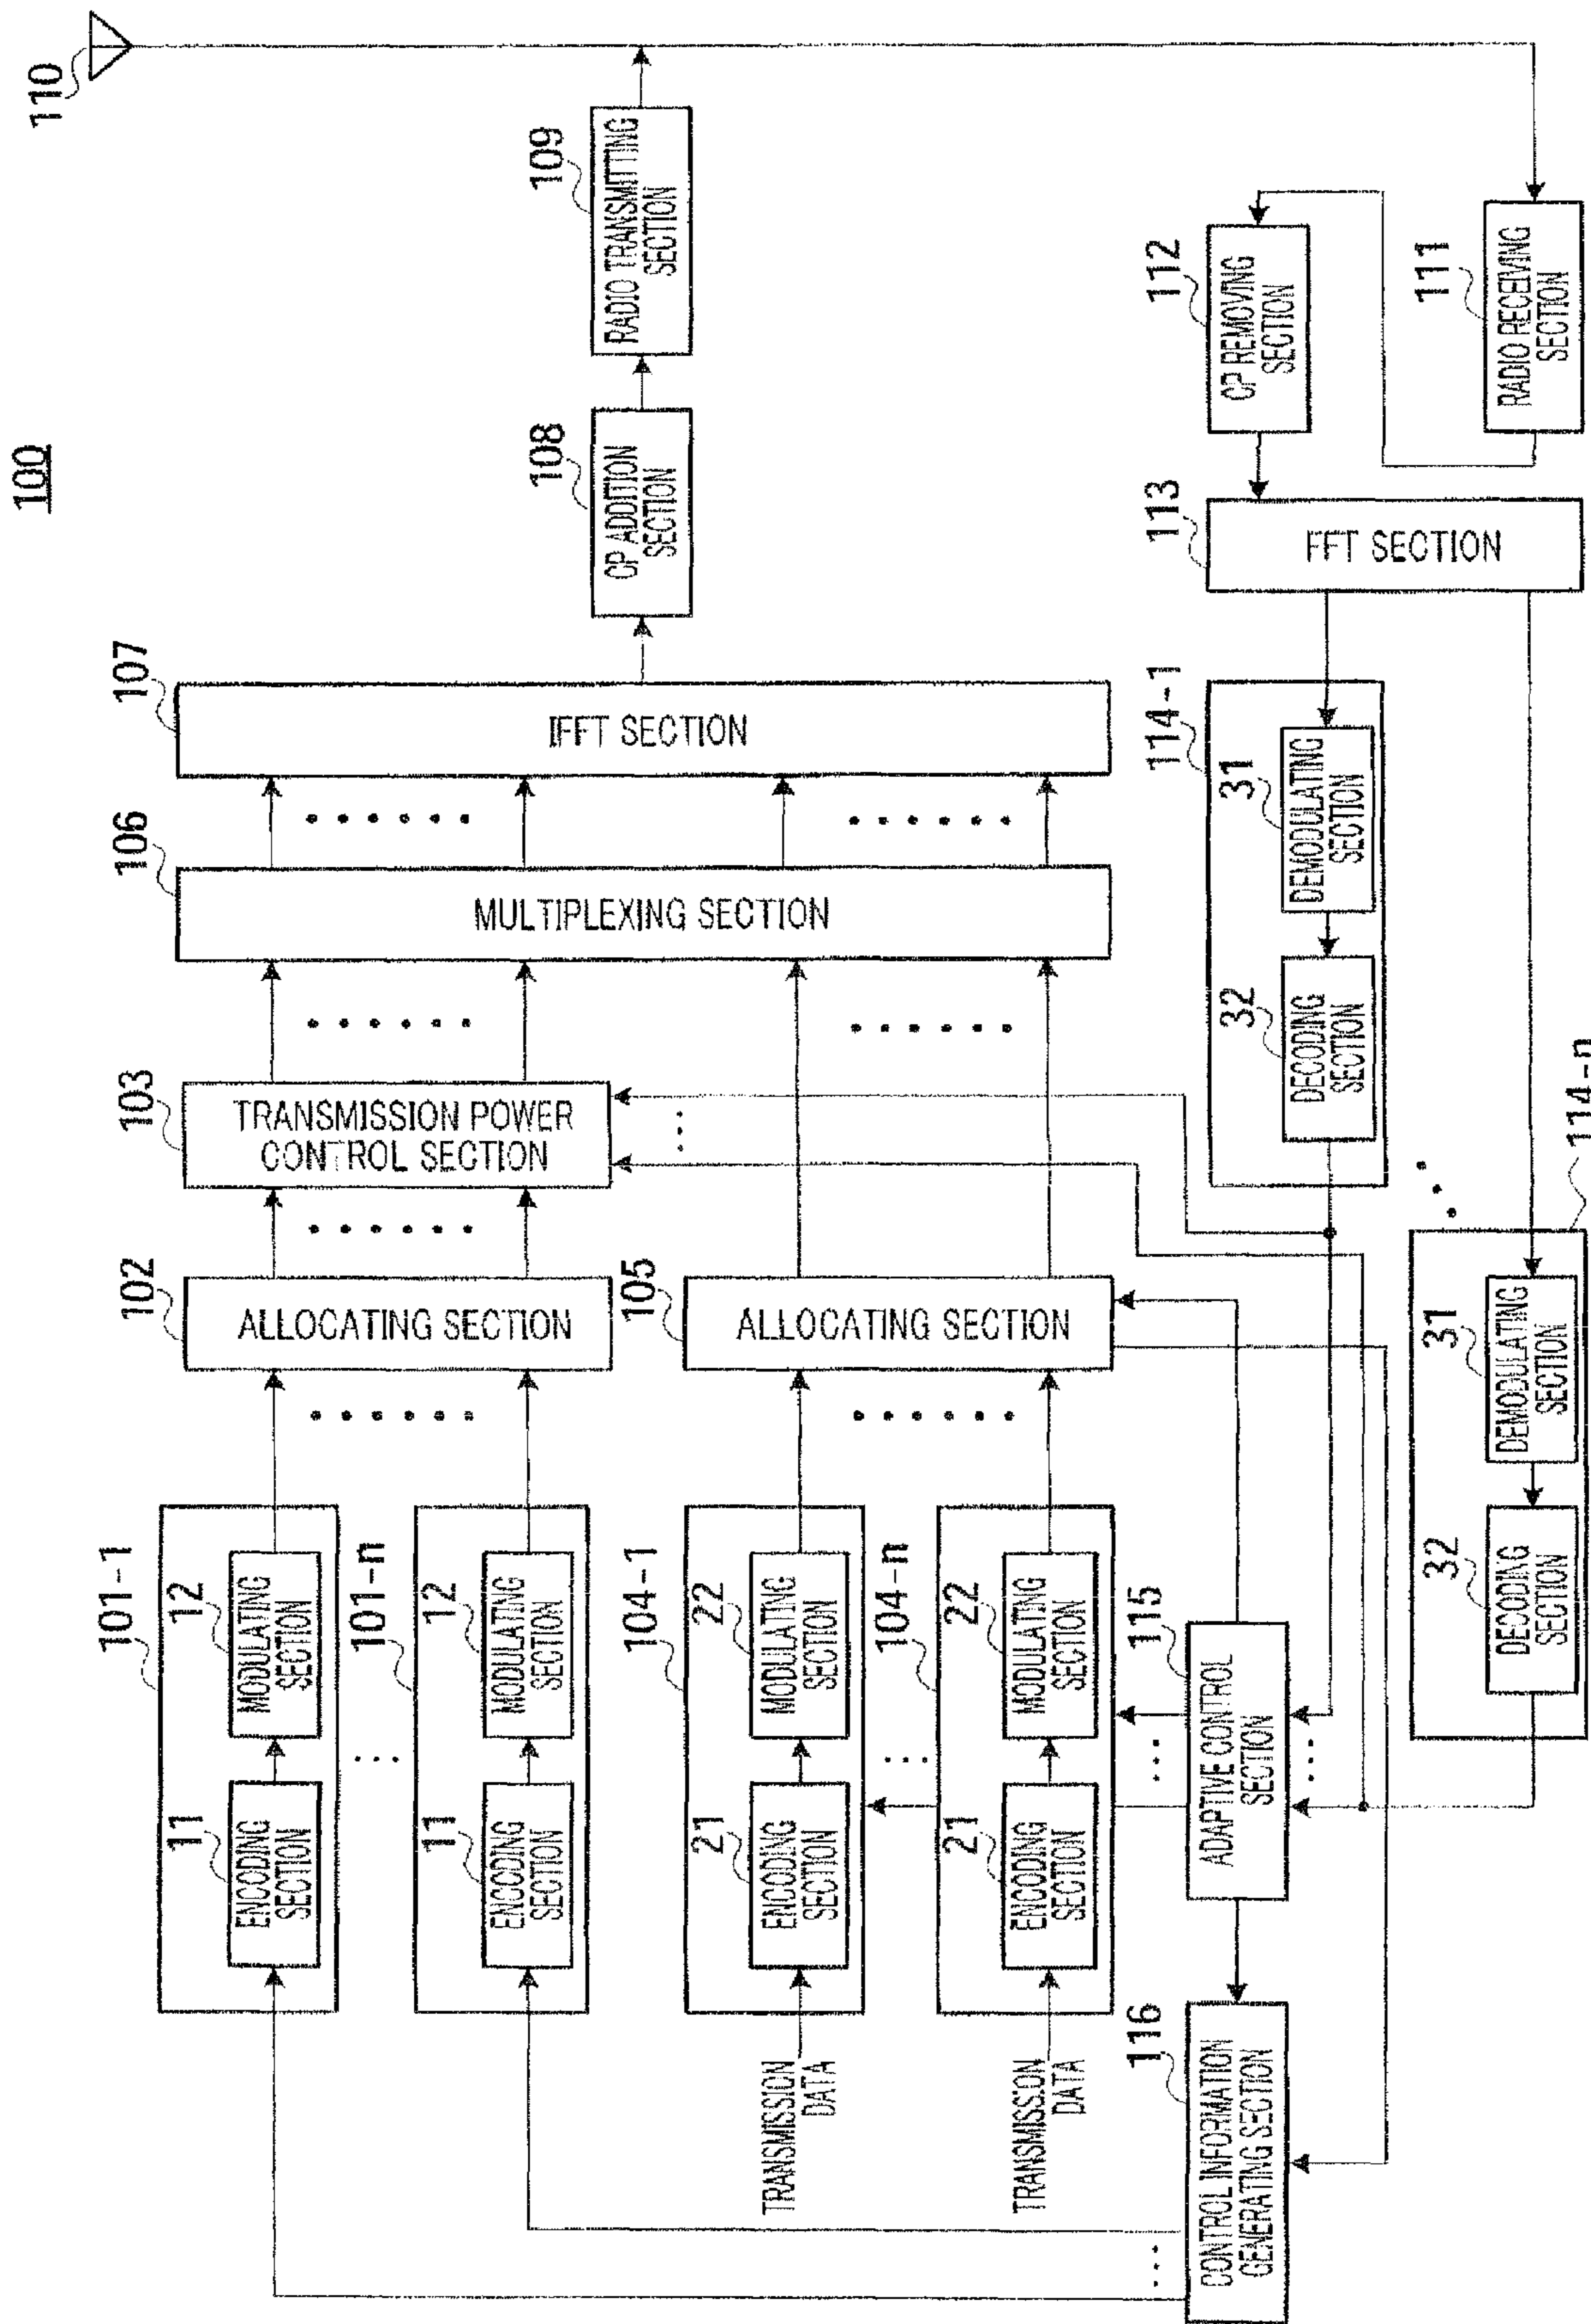 100
110
101-1
11
ENCODING
SECTION
12
MODULATING
SECTION
101-n
11
ENCODING
SECTION
12
MODULATING
SECTION
102
ALLOCATING SECTION
103
TRANSMISSION POWER
CONTROL SECTION
104-1
TRANSMISSION
DATA
21
ENCODING
SECTION
22
MODULATING
SECTION
104-n
TRANSMISSION
DATA
21
ENCODING
SECTION
22
MODULATING
SECTION
105
ALLOCATING SECTION
106
MULTIPLEXING SECTION
107
IFFT SECTION
108
CP ADDITION
SECTION
109
RADIO TRANSMITTING
SECTION
116
CONTROL INFORMATION
GENERATING SECTION
115
ADAPTIVE CONTROL
SECTION
114-1
32
DECODING
SECTION
31
DEMODULATING
SECTION
113
FFT SECTION
112
CP REMOVING
SECTION
111
RADIO RECEIVING
SECTION
32
DECODING
SECTION
31
DEMODULATING
SECTION
114-n